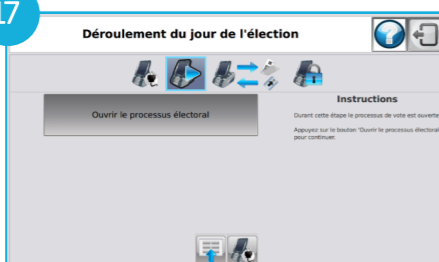 17
Déroulement du jour de l'élection
?
Ouvrir le processus électoral
Instructions
Durant cette étape le processus de vote est ouverte.
Appuyez sur le bouton 'Ouvrir le processus électoral'
pour continuer.